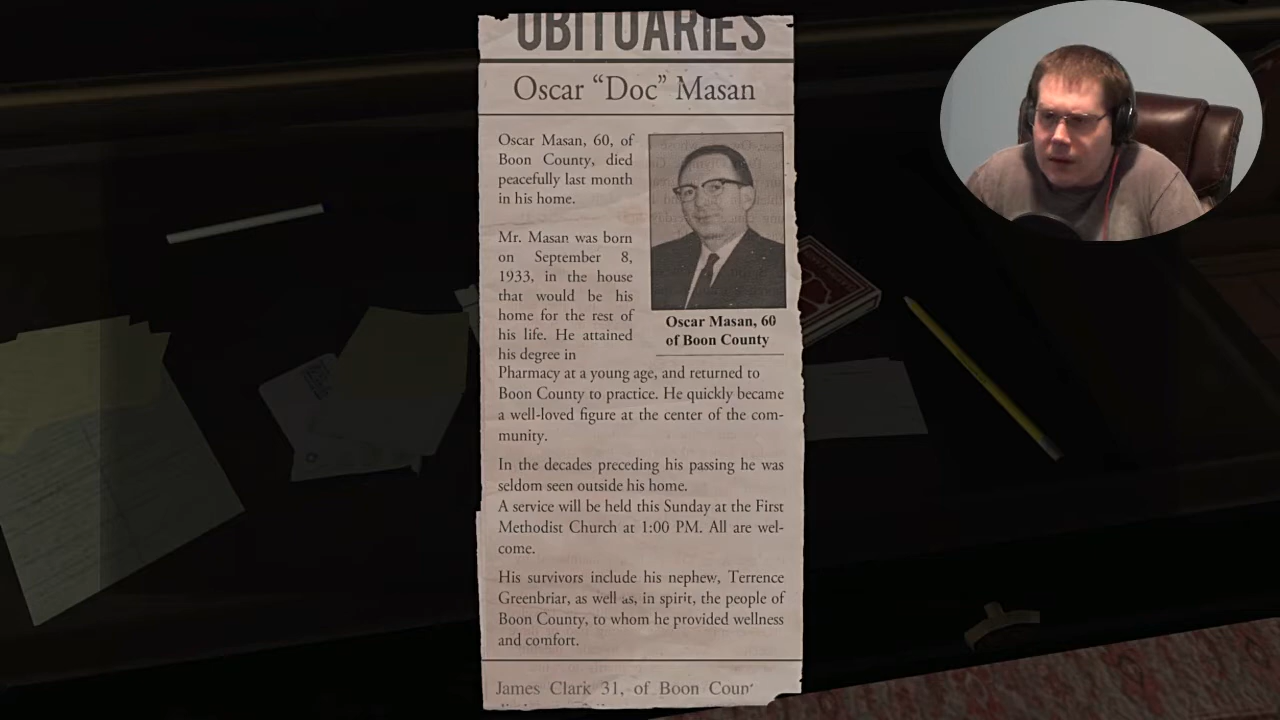 OBITUARIES
Oscar “Doc” Masan
Oscar Masan, 60, of
Boon County, died
peacefully last month
in his home.
Mr. Masan was born
on September 8,
1933, in the house
that would be his
home for the rest of
his life. He attained
his degree in
Pharmacy at a young age, and returned to
Boon County to practice. He quickly became
a well-loved figure at the center of the com-
munity.
In the decades preceding his passing he was
seldom seen outside his home.
A service will be held this Sunday at the First
Methodist Church at 1:00 PM. All are wel-
come.
His survivors include his nephew, Terrence
Greenbriar, as well as, in spirit, the people of
Boon County, to whom he provided wellness
and comfort.
Oscar Masan, 60
of Boon County
James Clark 31, of Boon Coun